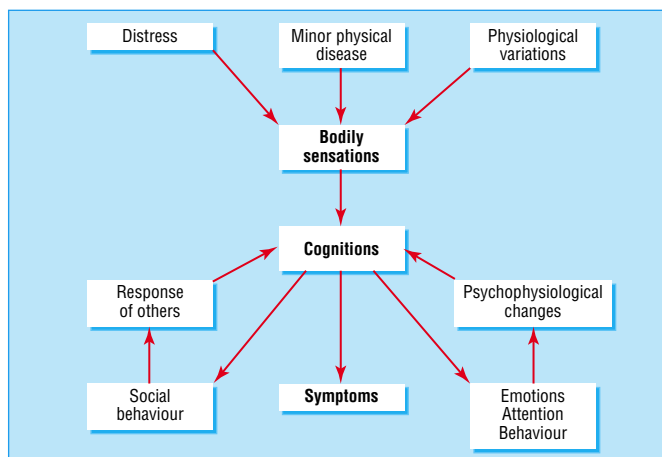 Distress
Minor physical
disease
Physiological
variations
Bodily
sensations
Cognitions
Response
of others
Psychophysiological
changes
Social
behaviour
Symptoms
Emotions
Attention
Behaviour